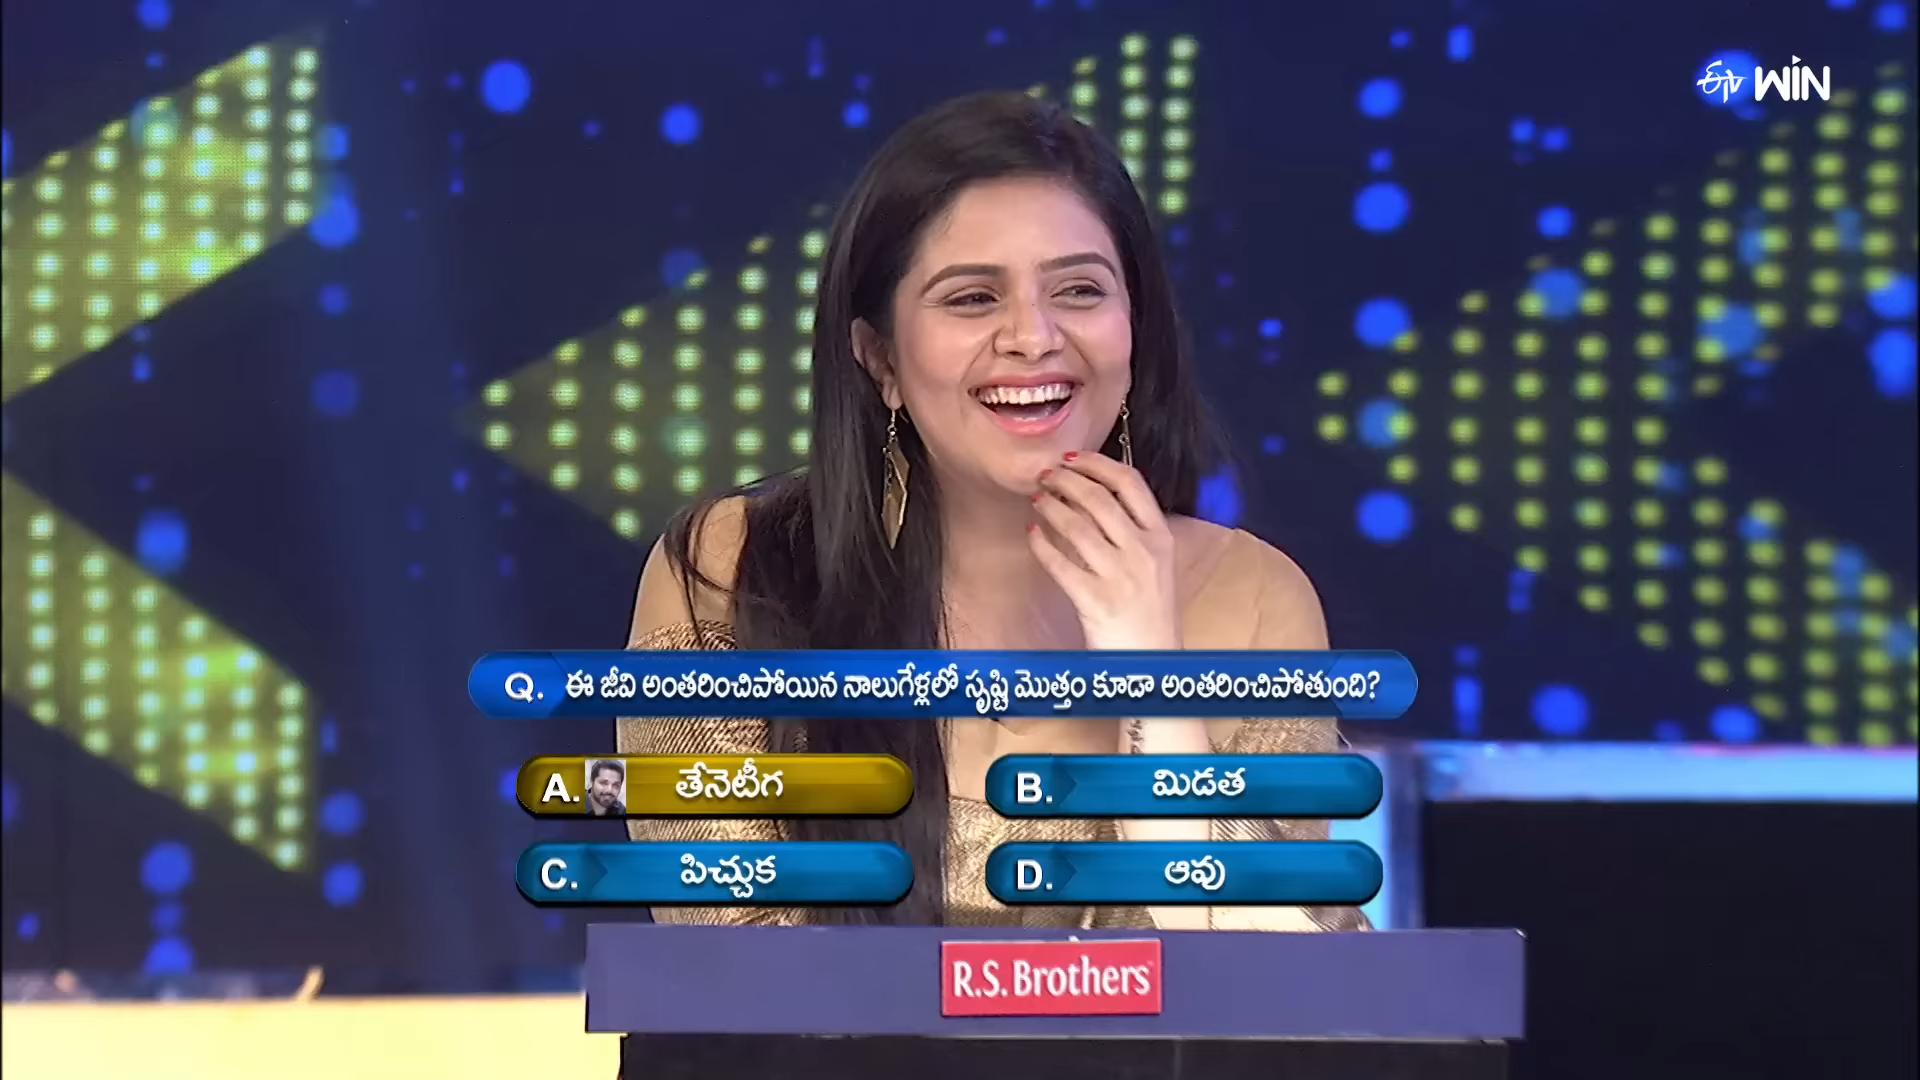 ETV WIN
Q. ఈ జీవి అంతరించిపోయిన నాలుగేళ్లలో సృష్టి మొత్తం కూడా అంతరించిపోతుంది?
A. తేనెటీగ
B. మిడత
C. పిచ్చుక
D. ఆవు
R.S. Brothers